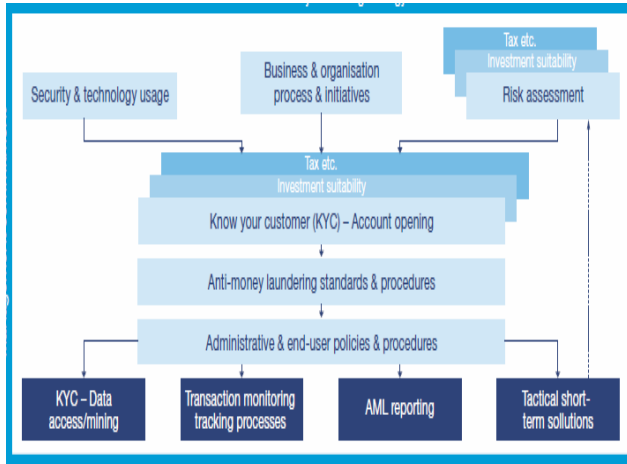 Tax etc.
Investment suitability
Risk assessment
Business & organisation
process & initiatives
Security & technology usage
Tax etc.
Investment suitability
Know your customer (KYC) – Account opening
Anti-money laundering standards & procedures
Administrative & end-user policies & procedures
KYC – Data
access/mining
Transaction monitoring
tracking processes
AML reporting
Tactical short-
term sollutions